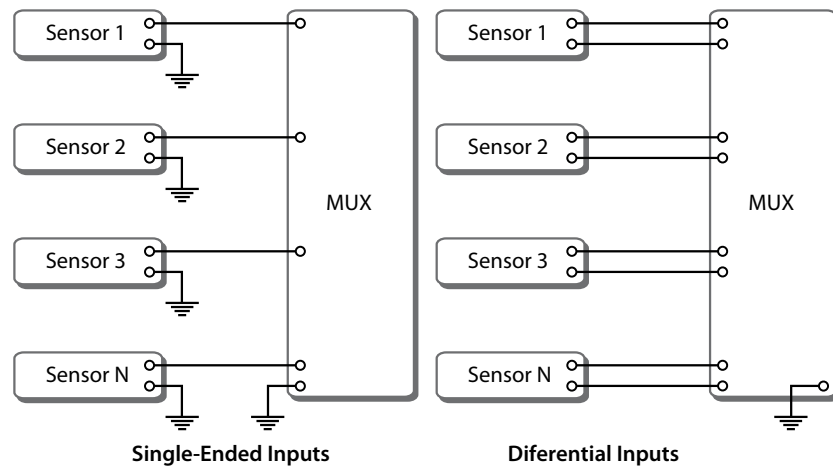 Sensor 1
Sensor 2
Sensor 3
Sensor N
MUX
Single-Ended Inputs
Sensor 1
Sensor 2
Sensor 3
Sensor N
MUX
Diferential Inputs